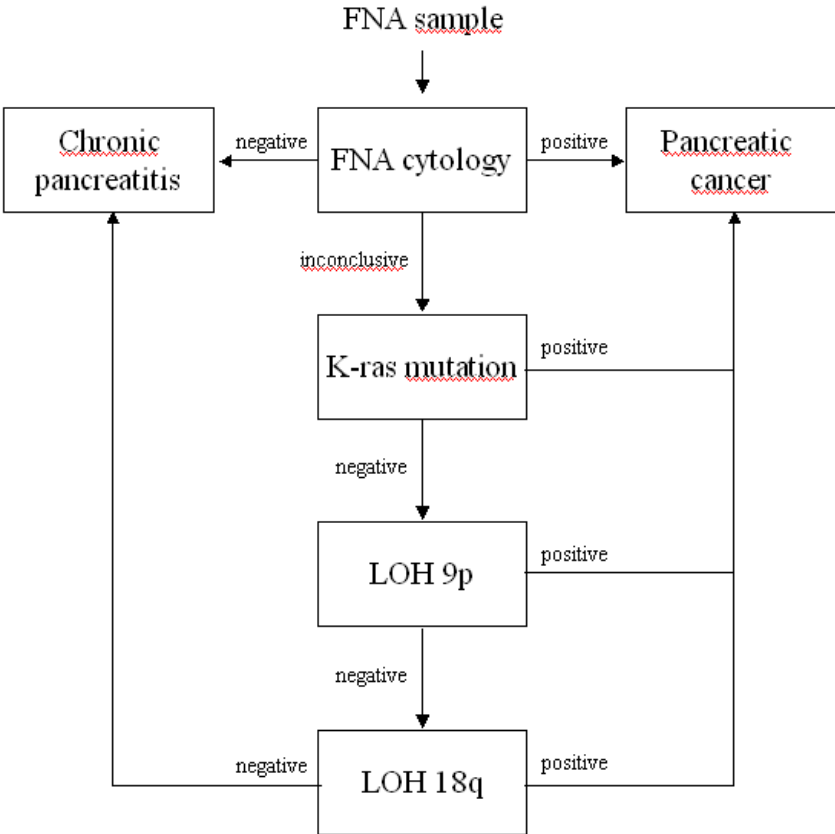 FNA sample
Chronic
pancreatitis
negative
FNA cytology
positive
Pancreatic
cancer
inconclusive
K-ras mutation
positive
negative
LOH 9p
positive
negative
negative
LOH 18q
positive